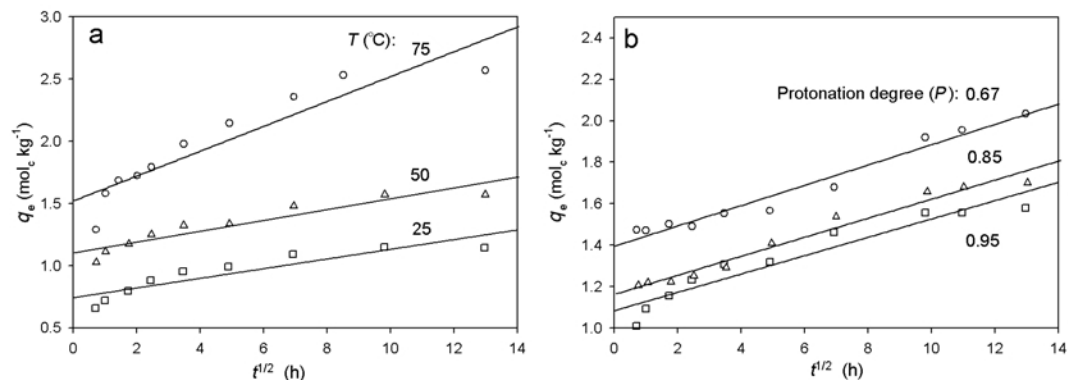 a
T (°C):
75
50
25
3.0
2.5
2.0
1.5
1.0
0.5
qe (molc kg-1)
0 2 4 6 8 10 12 14
t1/2 (h)
b
Protonation degree (P): 0.67
0.85
0.95
2.4
2.2
2.0
1.8
1.6
1.4
1.2
1.0
qe (molc kg-1)
0 2 4 6 8 10 12 14
t1/2 (h)